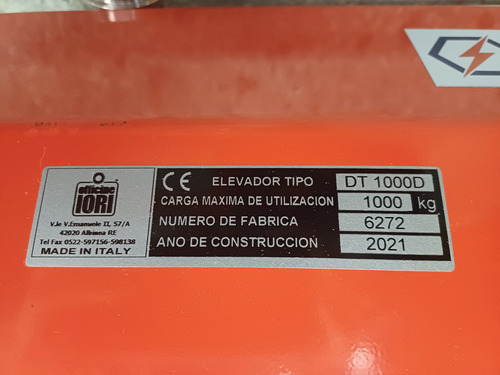 officine
IORI
V.le V.Emanuele II, 57/A
42020 Albinea RE
Tel Fax 0522-597156-598138
MADE IN ITALY
CE ELEVADOR TIPO DT 1000D
CARGA MAXIMA DE UTILIZACION 1000 kg
NUMERO DE FABRICA 6272
ANO DE CONSTRUCCION 2021